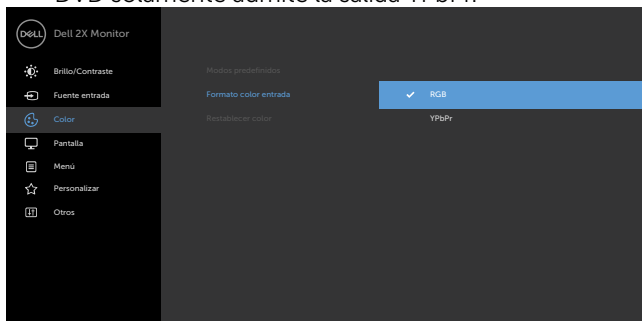 DVD solamente admite la salida YPbPr.
DELL
Dell 2X Monitor
Brillo/Contraste
Modos predefinidos
Fuente entrada
Formato color entrada
RGB
Color
Restablecer color
YPbPr
Pantalla
Menú
Personalizar
Otros